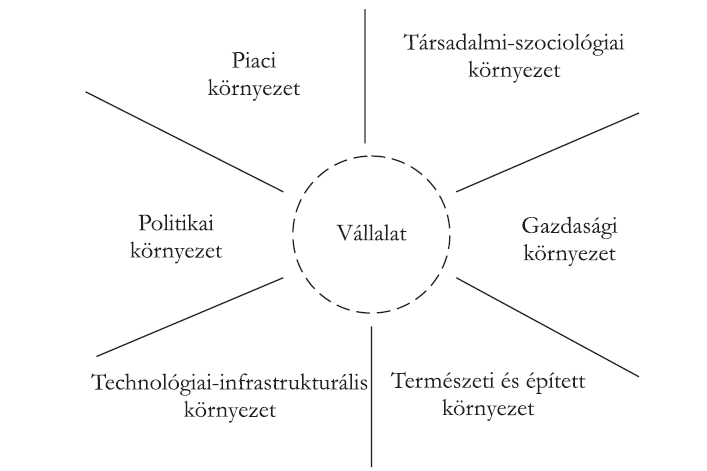 Piaci
környezet
Társadalmi-szociológiai
környezet
Politikai
környezet
Vállalat
Gazdasági
környezet
Technológiai-infrastrukturális
környezet
Természeti és épített
környezet